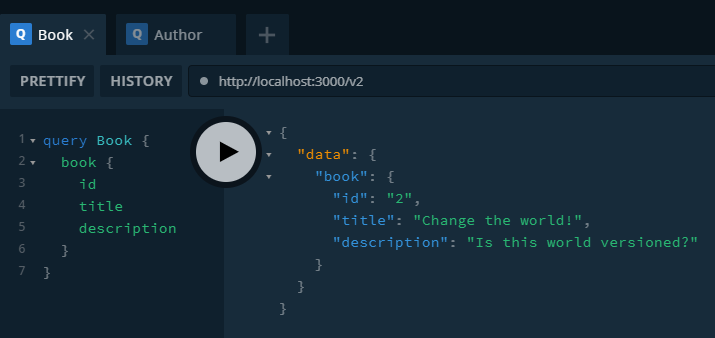 Q Book × Q Author +
PRETTIFY HISTORY http://localhost:3000/v2
1 query Book {
2 book {
3 id
4 title
5 description
6 }
7 }
{
"data": {
"book": {
"id": "2",
"title": "Change the world!",
"description": "Is this world versioned?"
}
}
}